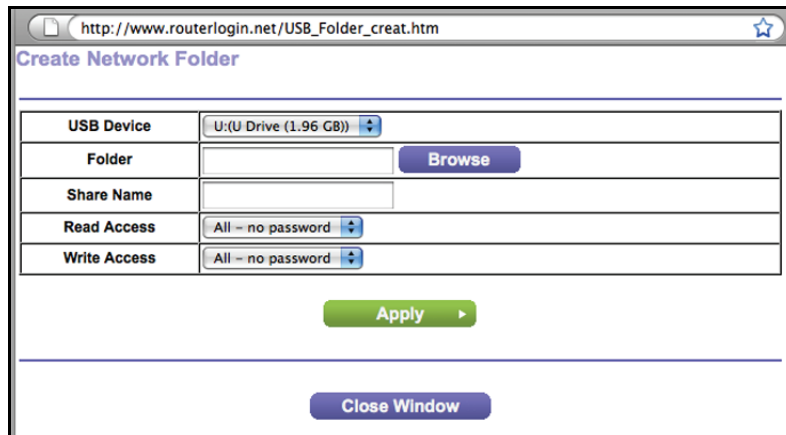 http://www.routerlogin.net/USB_Folder_creat.htm
Create Network Folder
USB Device U:(U Drive (1.96 GB))
Folder Browse
Share Name
Read Access All – no password
Write Access All – no password
Apply
Close Window